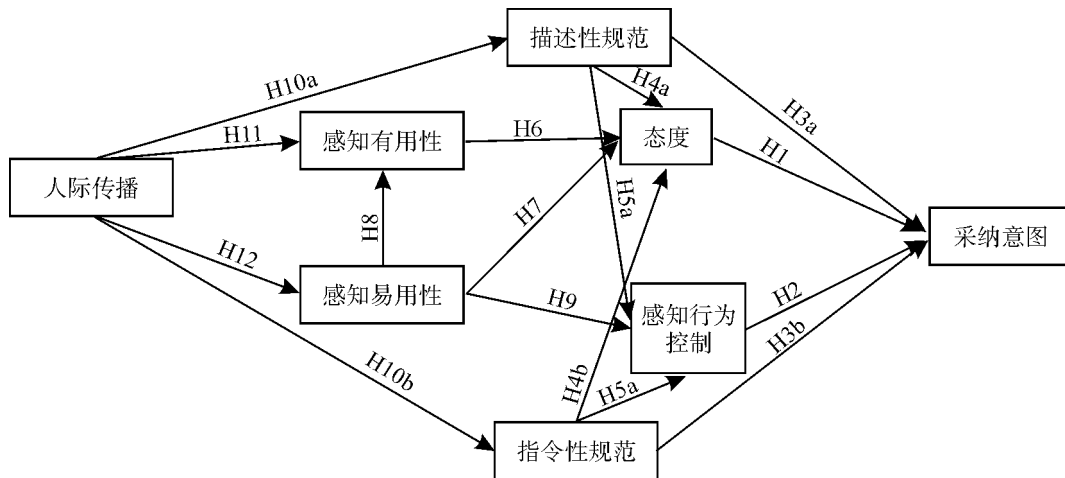 描述性规范
H10a
H4a
H3a
H11
感知有用性
H6
态度
H1
人际传播
H5a
H8
H7
采纳意图
H12
感知易用性
H9
感知行为
控制
H2
H3b
H10b
H4b
H5a
指令性规范